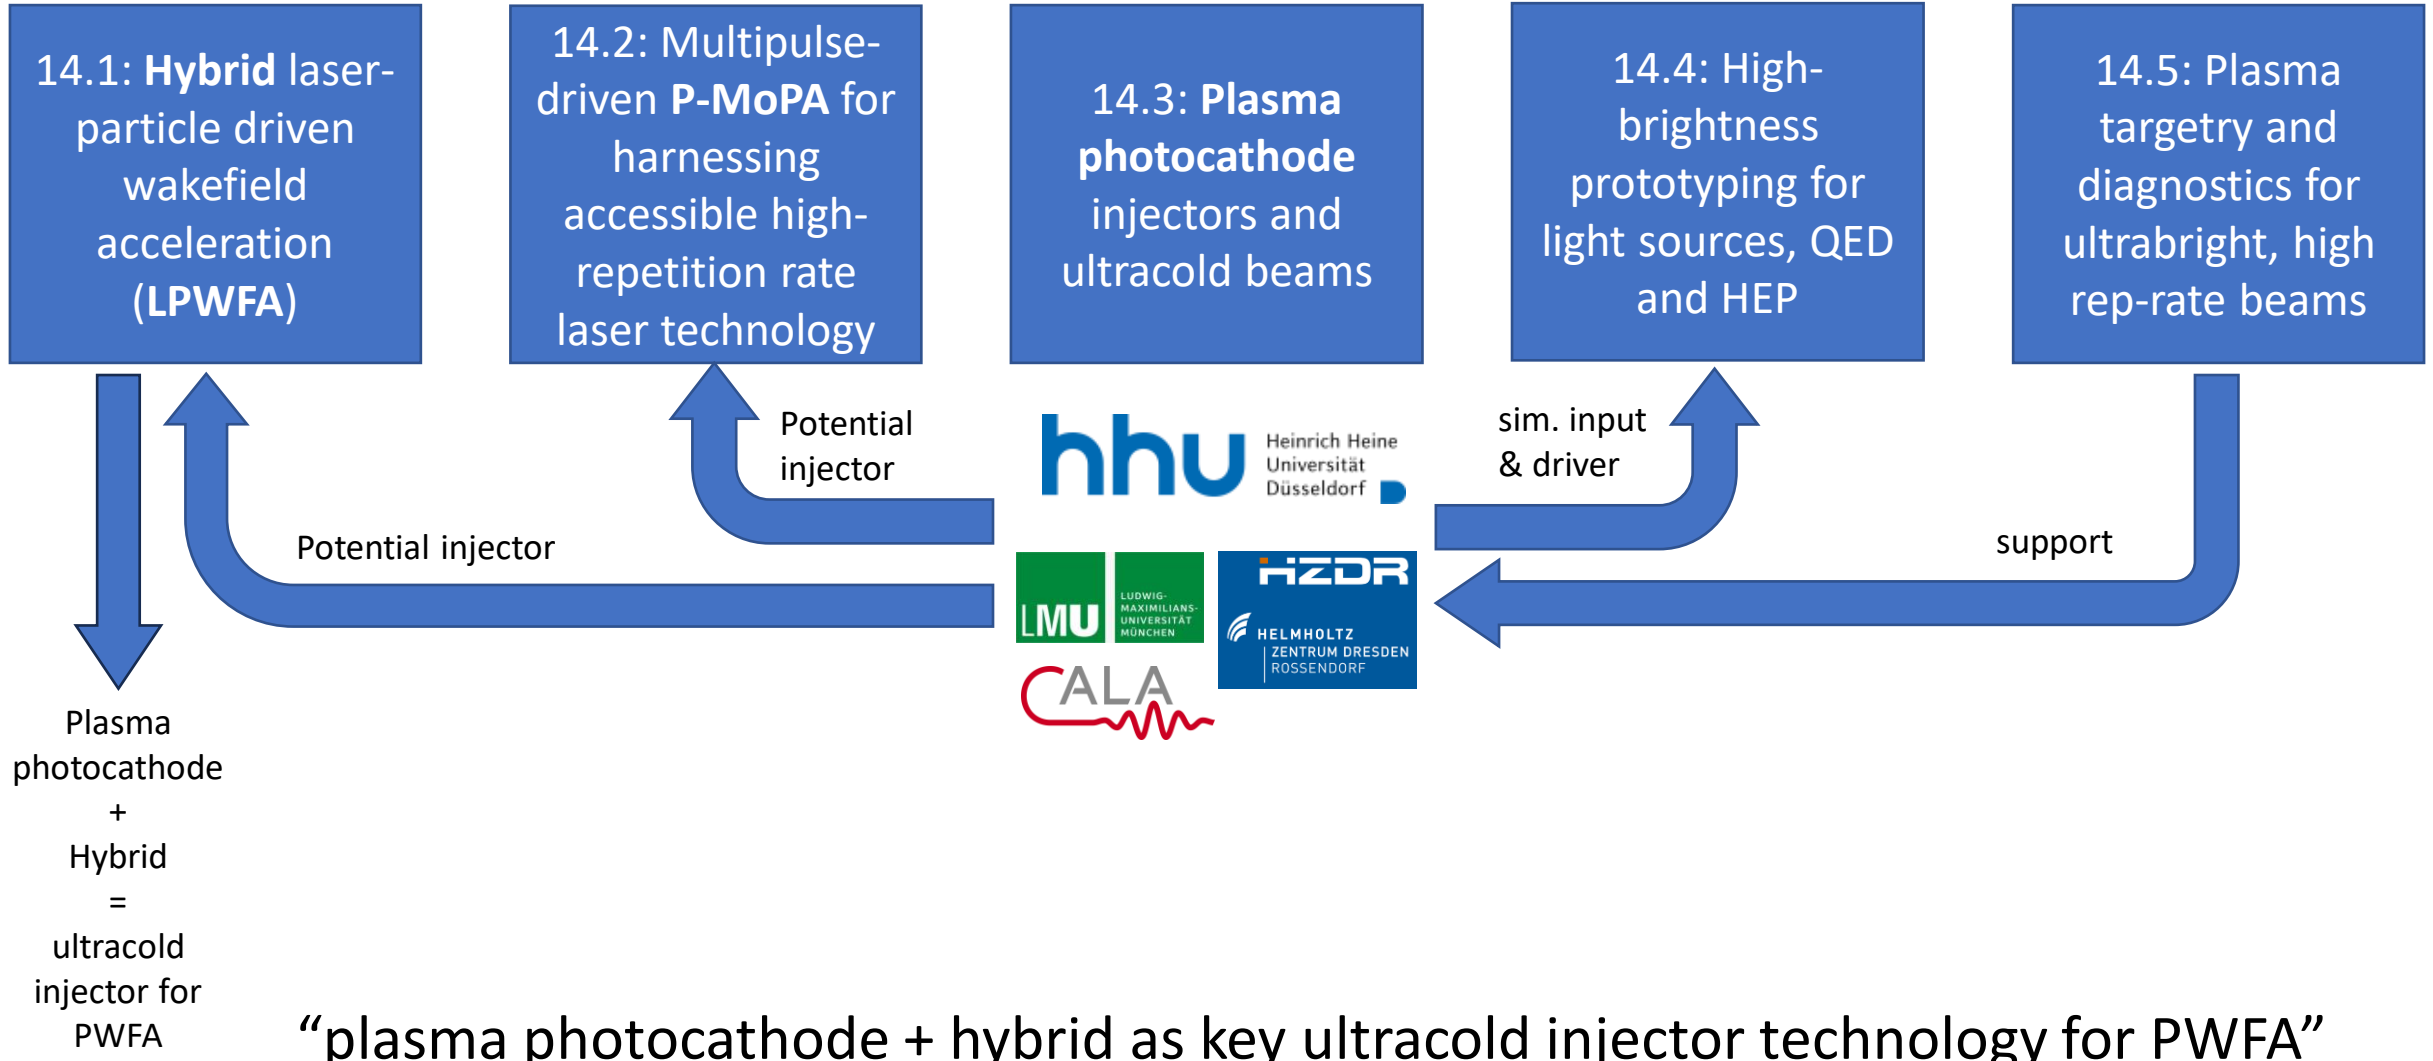 14.1: Hybrid laser-
particle driven
wakefield
acceleration
(LPWFA)
14.2: Multipulse-
driven P-MoPA for
harnessing
accessible high-
repetition rate
laser technology
14.3: Plasma
photocathode
injectors and
ultracold beams
14.4: High-
brightness
prototyping for
light sources, QED
and HEP
14.5: Plasma
targetry and
diagnostics for
ultrabright, high
rep-rate beams
Potential
injector
hhu
Heinrich Heine
Universität
Düsseldorf
sim. input
& driver
Potential injector
support
LMU
LUDWIG-
MAXIMILIANS-
UNIVERSITÄT
MÜNCHEN
HZDR
HELMHOLTZ
ZENTRUM DRESDEN
ROSSENDORF
CALA
Plasma
photocathode
+
Hybrid
=
ultracold
injector for
PWFA
“plasma photocathode + hybrid as key ultracold injector technology for PWFA”